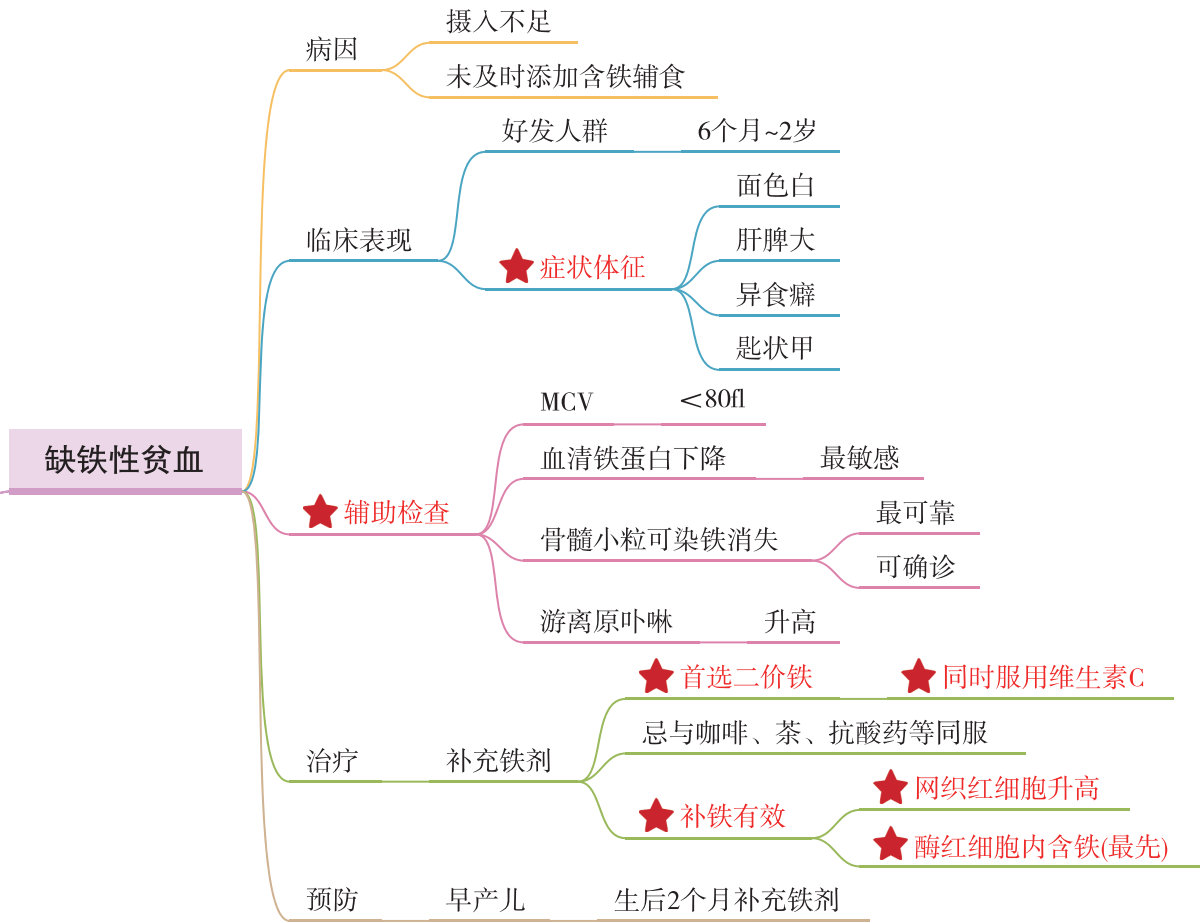 缺铁性贫血
病因
摄入不足
未及时添加含铁辅食
临床表现
好发人群
6个月~2岁
症状体征
面色白
肝脾大
异食癖
匙状甲
辅助检查
MCV
<80fl
血清铁蛋白下降
最敏感
骨髓小粒可染铁消失
最可靠
可确诊
游离原卟啉
升高
治疗
补充铁剂
首选二价铁
同时服用维生素C
忌与咖啡、茶、抗酸药等同服
补铁有效
网织红细胞升高
酶红细胞内含铁(最先)
预防
早产儿
生后2个月补充铁剂